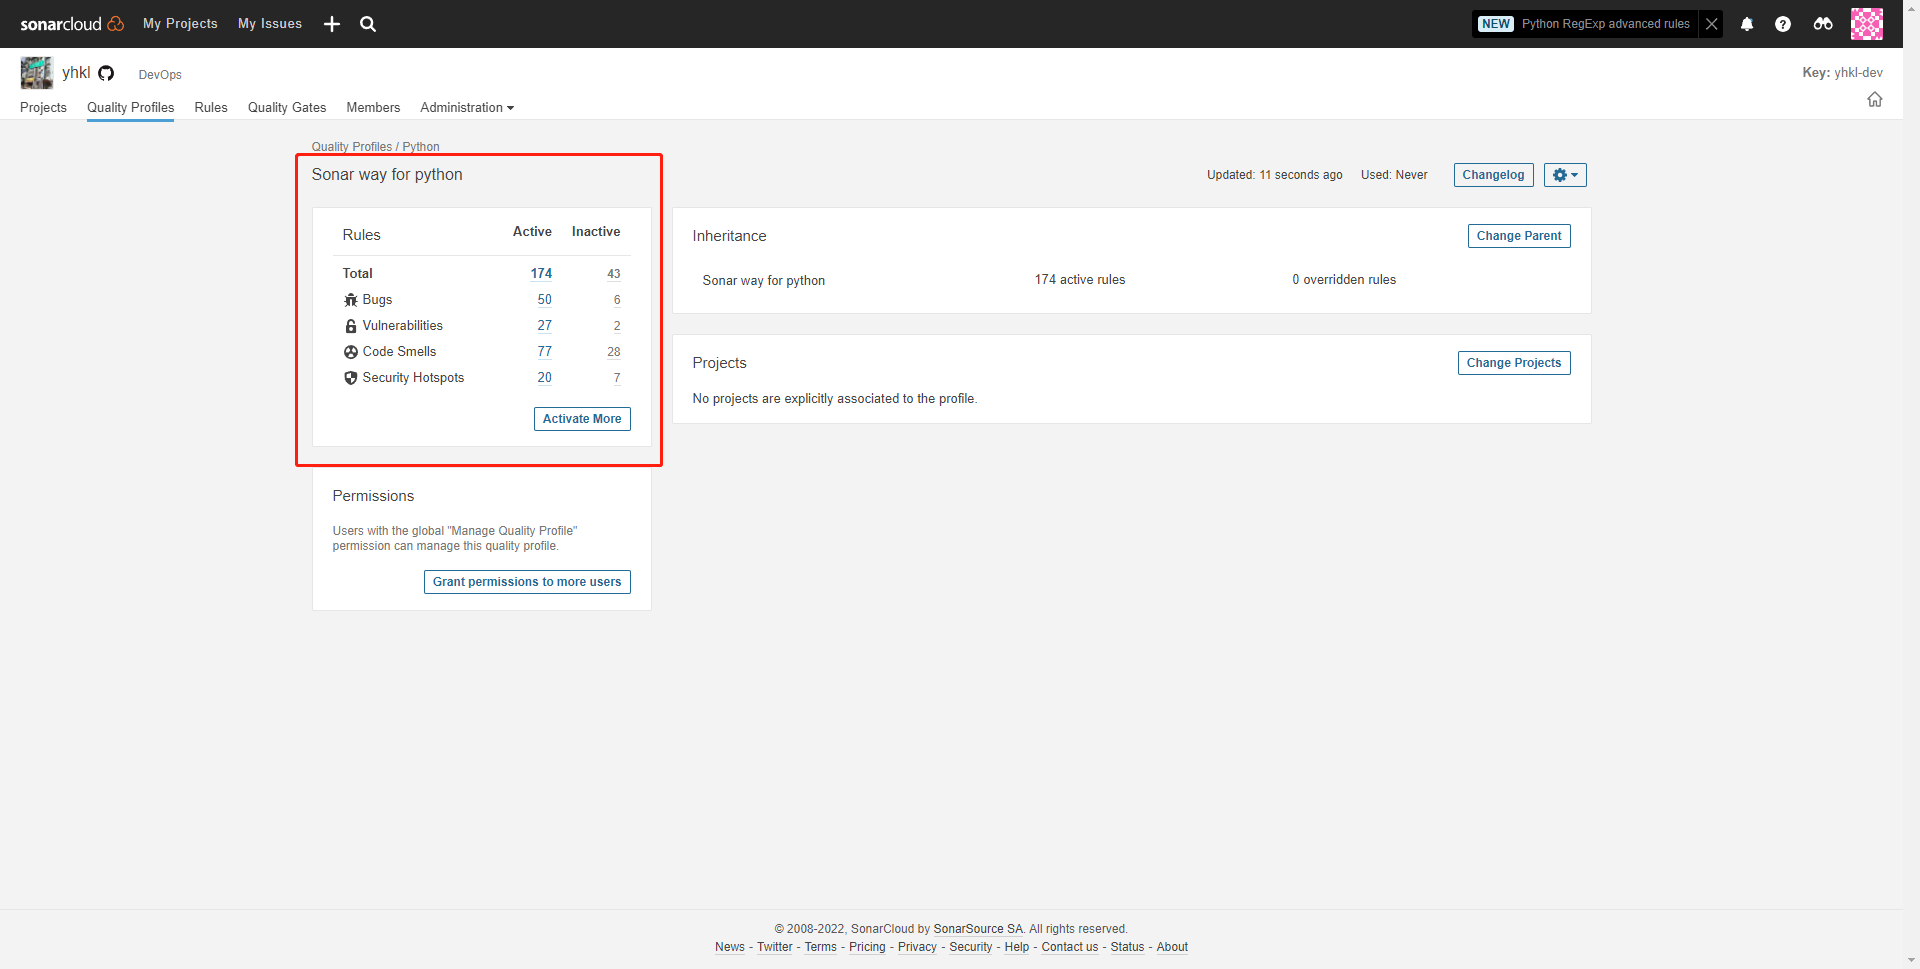 sonarcloud My Projects My Issues NEW Python RegExp advanced rules
yhkl DevOps Key: yhkl-dev
Projects Quality Profiles Rules Quality Gates Members Administration
Quality Profiles / Python
Sonar way for python Updated: 11 seconds ago Used: Never Changelog
Rules Active Inactive
Total 174 43
Bugs 50 6
Vulnerabilities 27 2
Code Smells 77 28
Security Hotspots 20 7
Activate More
Inheritance Change Parent
Sonar way for python 174 active rules 0 overridden rules
Projects Change Projects
No projects are explicitly associated to the profile.
Permissions
Users with the global "Manage Quality Profile"
permission can manage this quality profile.
Grant permissions to more users
© 2008-2022, SonarCloud by SonarSource SA. All rights reserved.
News - Twitter - Terms - Pricing - Privacy - Security - Help - Contact us - Status - About